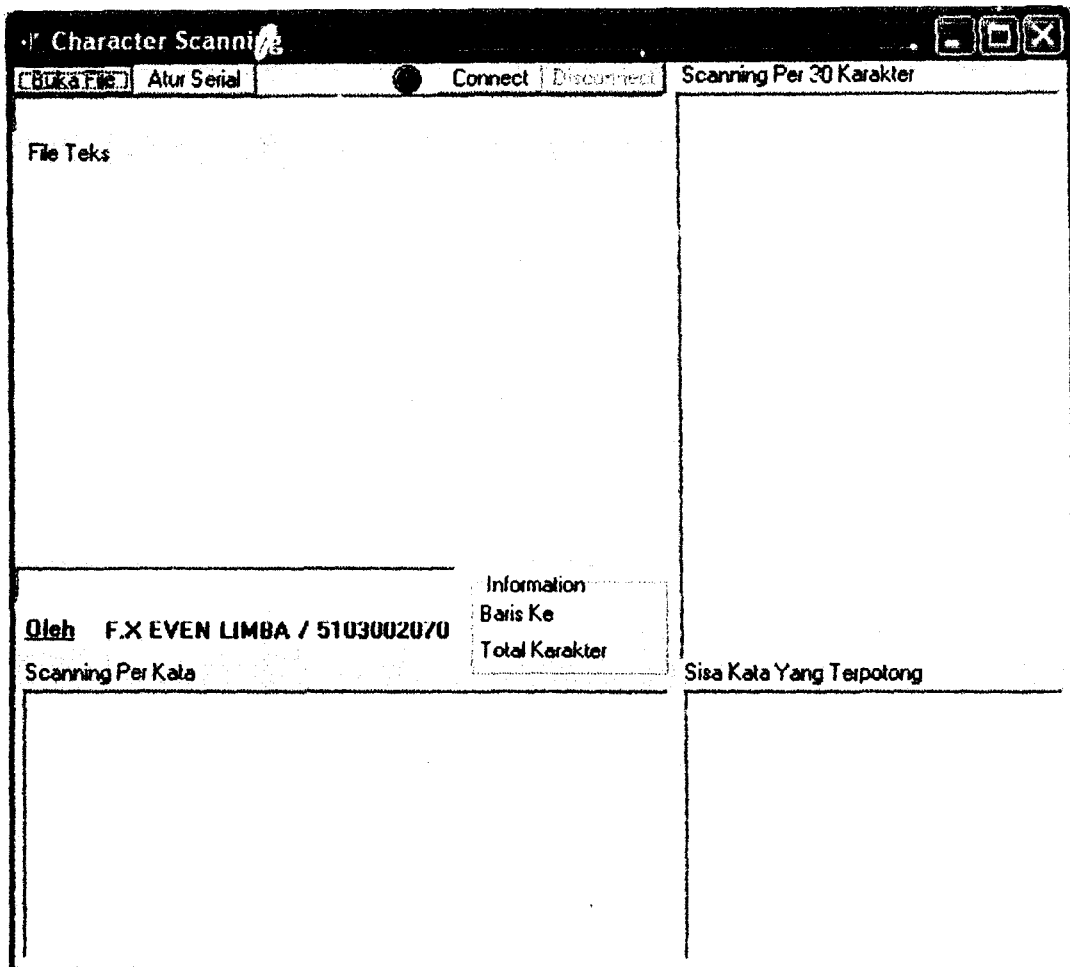 Character Scanning
Buka File Atur Serial Connect Disconnect
Scanning Per 30 Karakter
File Teks
Information
Baris Ke
Total Karakter
Oleh F.X EVEN LIMBA / 5103002070
Scanning Per Kata
Sisa Kata Yang Terpotong